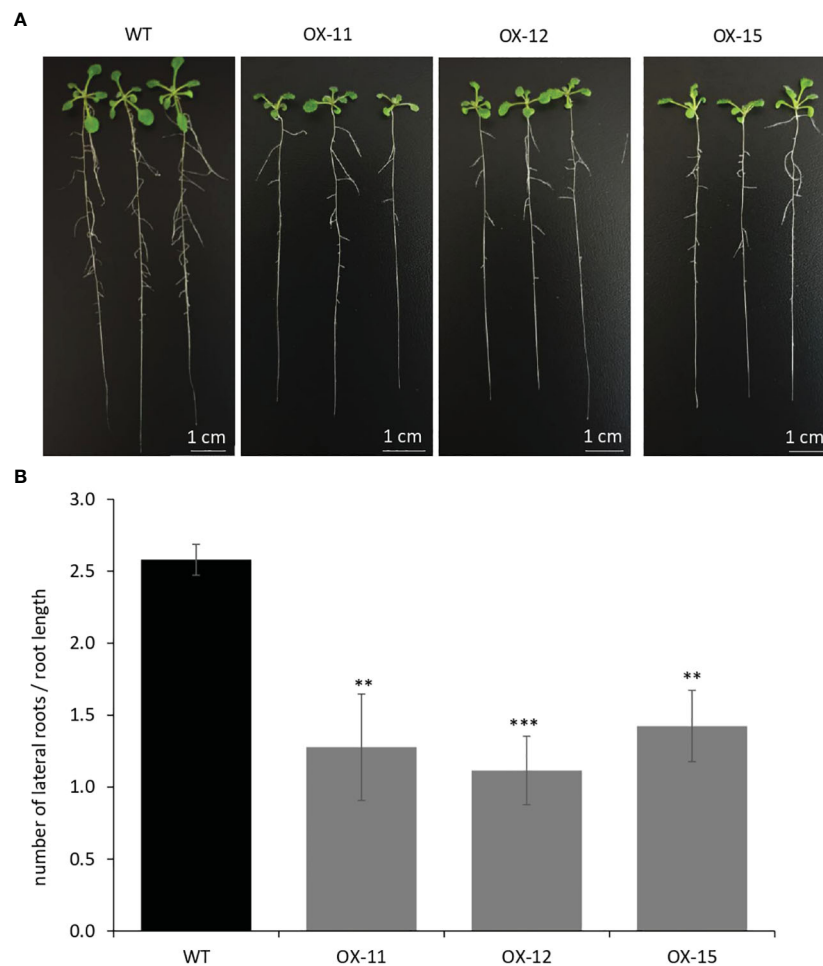 A
WT OX-11 OX-12 OX-15
1 cm 1 cm 1 cm 1 cm
B
number of lateral roots / root length
3.0
2.5
2.0
1.5
1.0
0.5
0.0
** *** **
WT OX-11 OX-12 OX-15